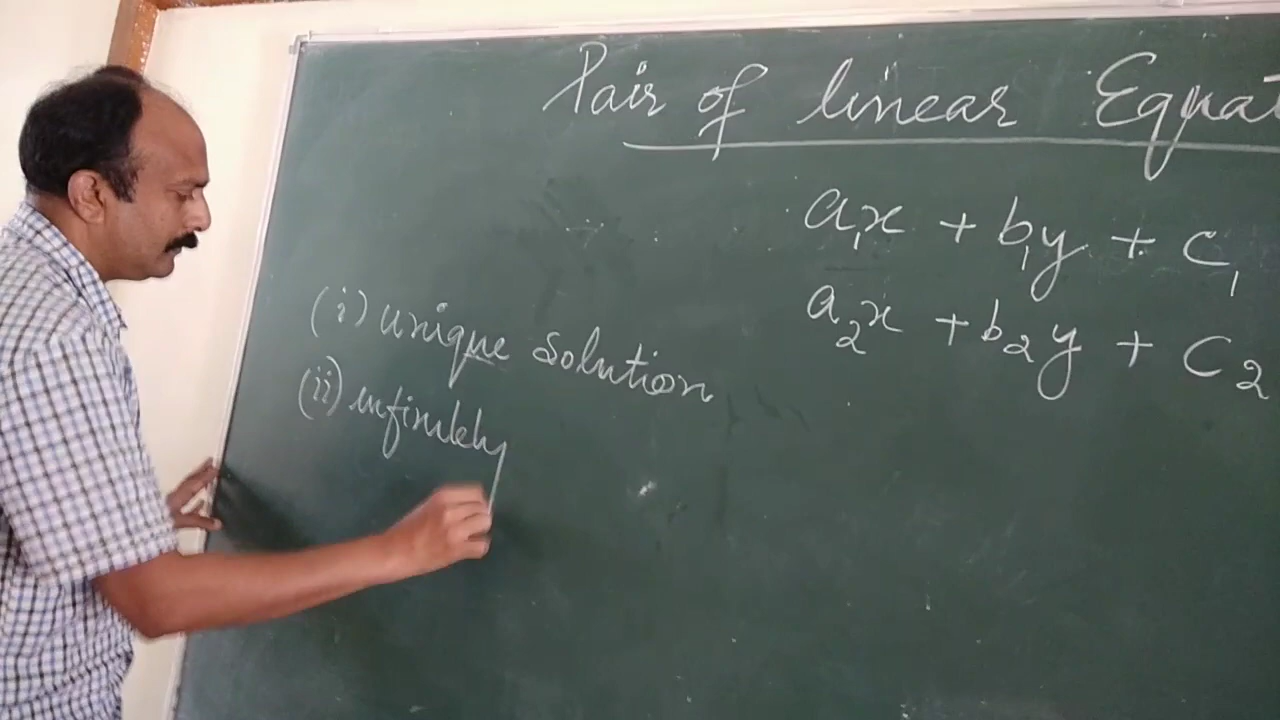 Pair of linear Equat
a₁x + b₁y + c₁
a₂x + b₂y + c₂
(i) unique solution
(ii) infinitely